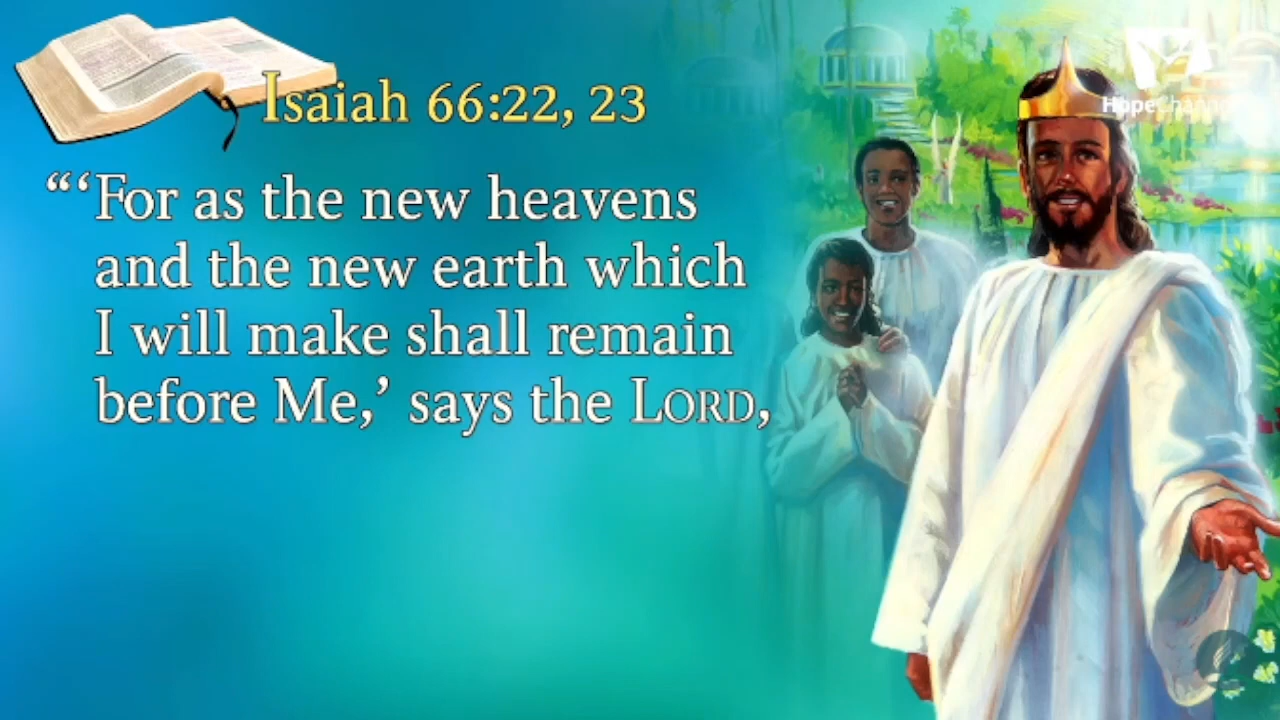 Isaiah 66:22, 23
“‘For as the new heavens
and the new earth which
I will make shall remain
before Me,’ says the LORD,
HopeChannel